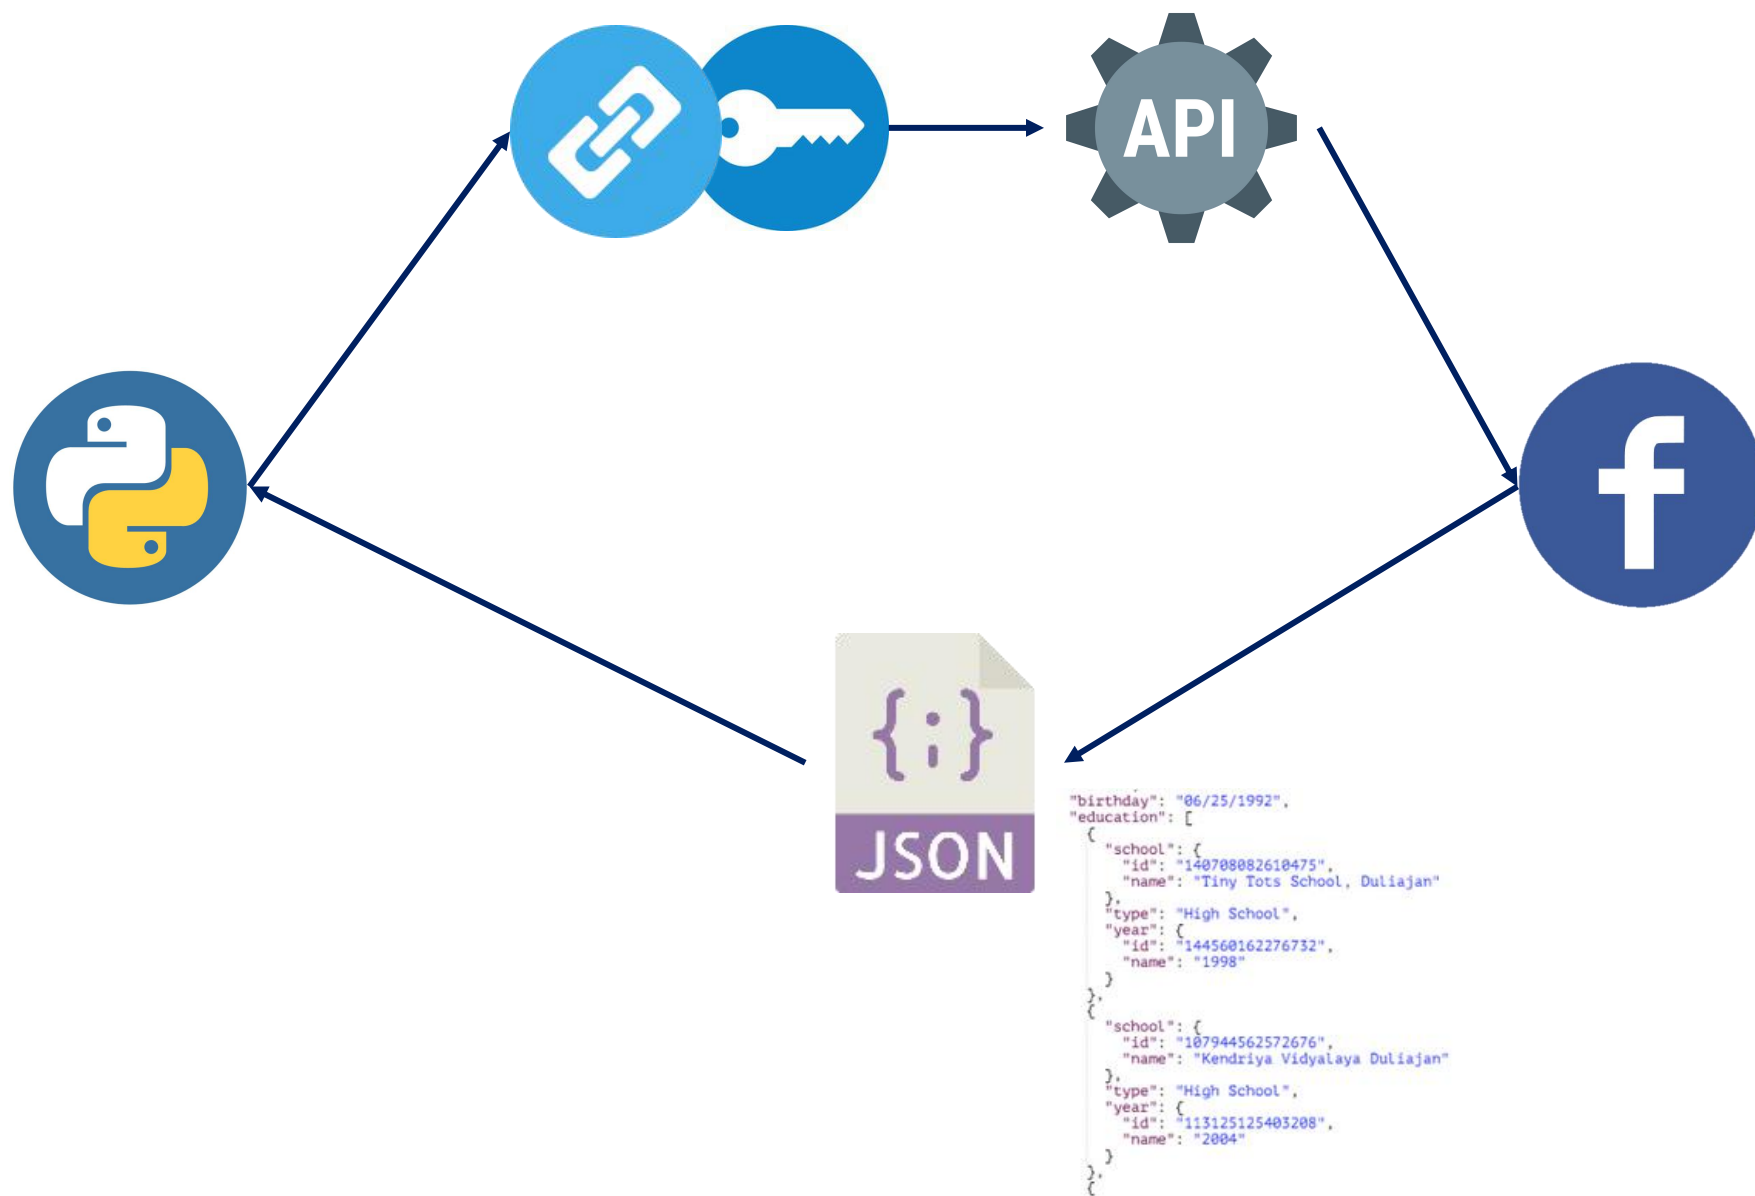 API
f
{;}
JSON
"birthday": "06/25/1992",
"education": [
{
"school": {
"id": "140708082610475",
"name": "Tiny Tots School, Duliajan"
},
"type": "High School",
"year": {
"id": "144560162276732",
"name": "1998"
}
},
{
"school": {
"id": "107944562572676",
"name": "Kendriya Vidyalaya Duliajan"
},
"type": "High School",
"year": {
"id": "113125125403208",
"name": "2004"
}
},
{